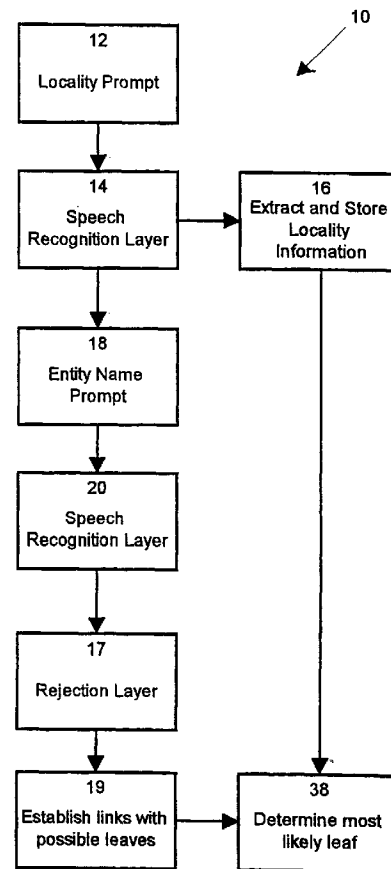 10
12
Locality Prompt
14
Speech
Recognition Layer
16
Extract and Store
Locality
Information
18
Entity Name
Prompt
20
Speech
Recognition Layer
17
Rejection Layer
19
Establish links with
possible leaves
38
Determine most
likely leaf